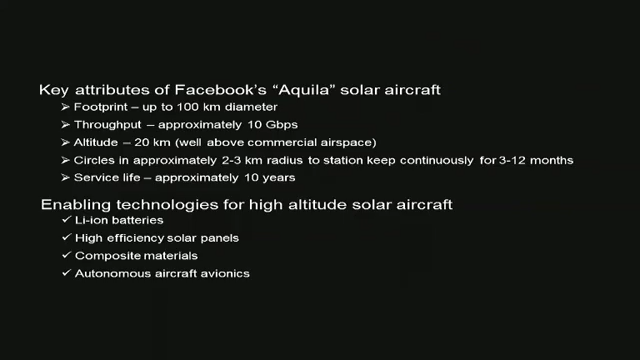 Key attributes of Facebook's "Aquila" solar aircraft
➢ Footprint – up to 100 km diameter
➢ Throughput – approximately 10 Gbps
➢ Altitude – 20 km (well above commercial airspace)
➢ Circles in approximately 2-3 km radius to station keep continuously for 3-12 months
➢ Service life – approximately 10 years
Enabling technologies for high altitude solar aircraft
✓ Li-ion batteries
✓ High efficiency solar panels
✓ Composite materials
✓ Autonomous aircraft avionics